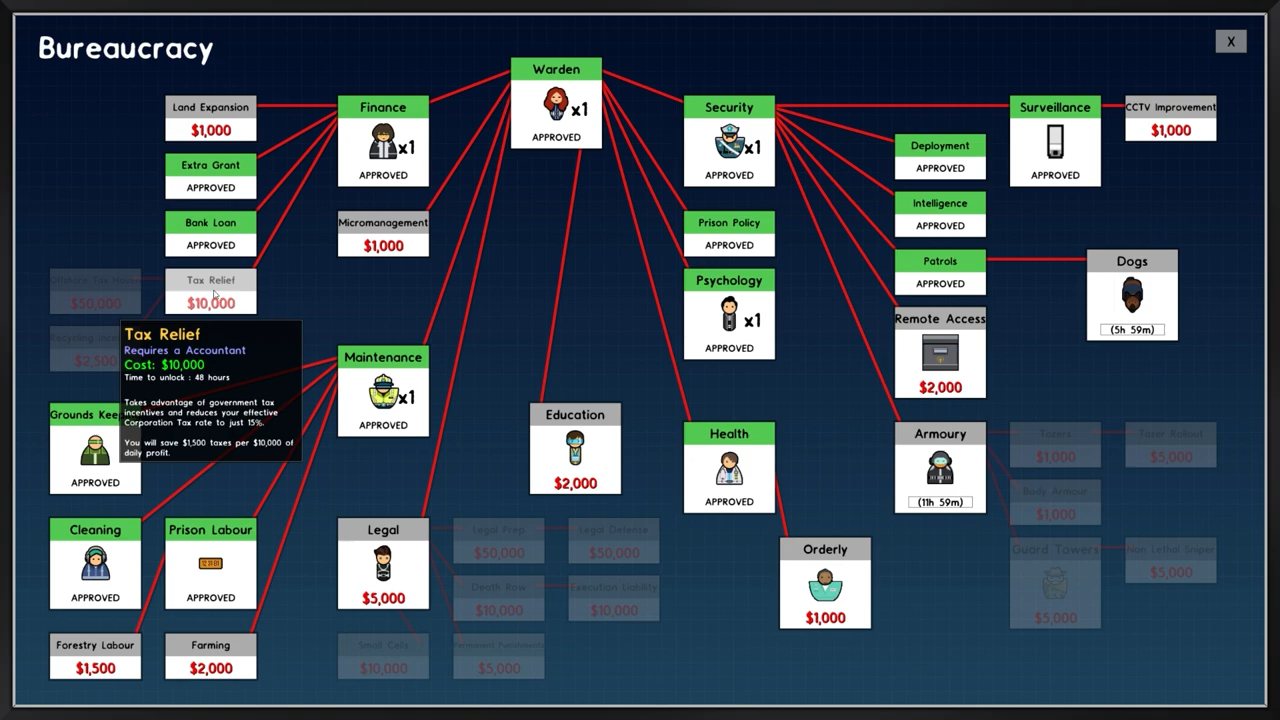 Bureaucracy
X
Warden
x1
APPROVED
Land Expansion
$1,000
Finance
x1
APPROVED
Security
x1
APPROVED
Surveillance
APPROVED
CCTV Improvement
$1,000
Extra Grant
APPROVED
Deployment
APPROVED
Bank Loan
APPROVED
Micromanagement
$1,000
Prison Policy
APPROVED
Intelligence
APPROVED
$50,000
Tax Relief
$10,000
Psychology
x1
APPROVED
Patrols
APPROVED
Dogs
(5h 59m)
Remote Access
$2,000
$2,500
Tax Relief
Requires a Accountant
Cost: $10,000
Time to unlock : 48 hours
Takes advantage of government tax
incentives and reduces your effective
Corporation Tax rate to just 15%.
You will save $1,500 taxes per $10,000 of
daily profit.
Maintenance
x1
APPROVED
Grounds Kee
APPROVED
Education
$2,000
Health
APPROVED
Armoury
(11h 59m)
Tazers
$1,000
Tazer Rollout
$5,000
Body Armour
$1,000
Cleaning
APPROVED
Prison Labour
APPROVED
Legal
$5,000
Legal Prep
$50,000
Legal Defense
$50,000
Orderly
$1,000
Guard Towers
$5,000
Non Lethal Sniper
$5,000
Death Row
$10,000
Execution Liability
$10,000
Forestry Labour
$1,500
Farming
$2,000
Small Cells
$10,000
Permanent Punishments
$5,000